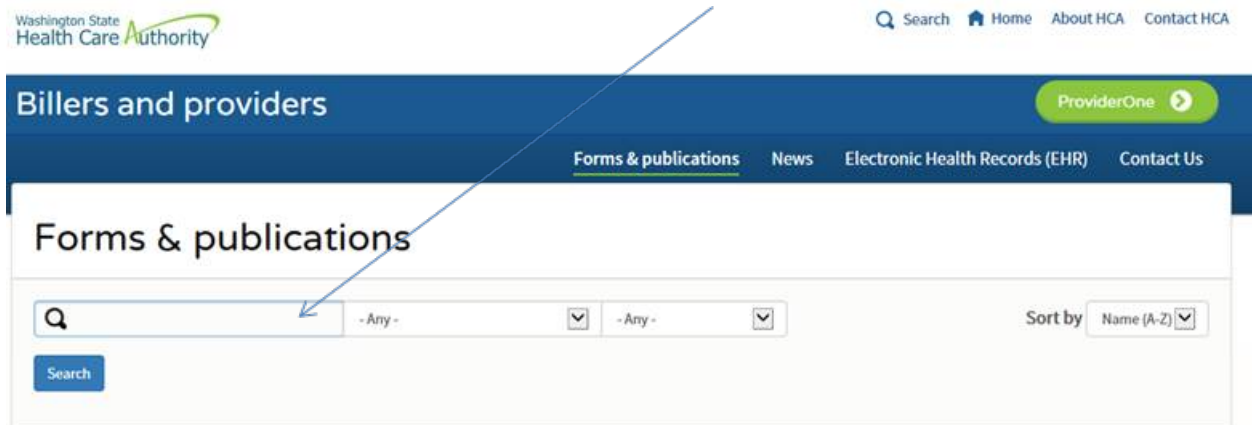 Washington State
Health Care Authority
Search Home About HCA Contact HCA
Billers and providers
ProviderOne
Forms & publications News Electronic Health Records (EHR) Contact Us
Forms & publications
- Any - - Any - Sort by Name (A-Z)
Search